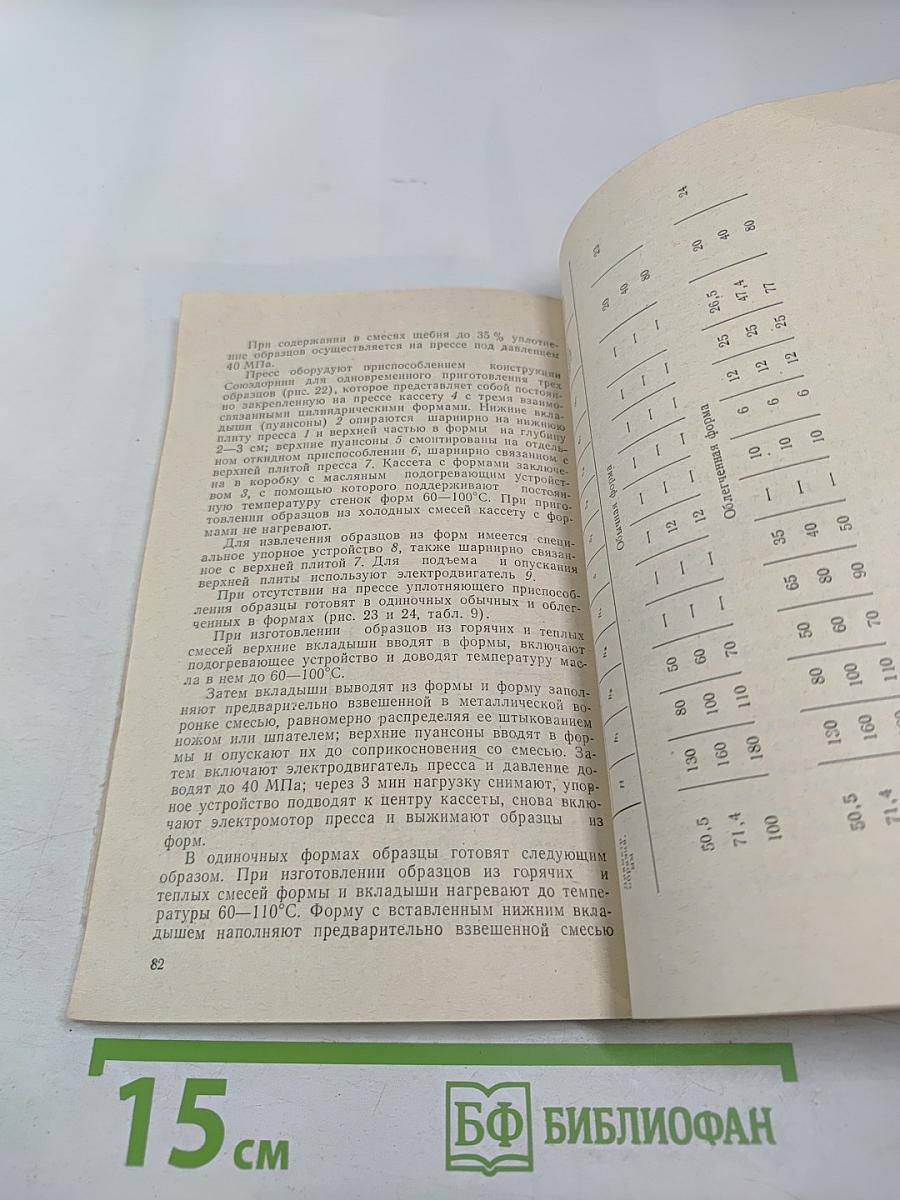 При содержании в смесях щебня до 35 % уплотне-
ние образцов осуществляется на прессе под давлением
40 МПа.
Пресс оборудуют приспособлением конструкции
Союздорнии для одновременного приготовления трех
образцов (рис. 22), которое представляет собой постоян-
но закрепленную на прессе кассету 4 с тремя взаимо-
связанными цилиндрическими формами. Нижние вкла-
дыши (пуансоны) 2 опираются шарнирно на нижнюю
плиту пресса 1 и верхней частью в формы на глубину
2—3 см; верхние пуансоны 5 смонтированы на отдель-
ном откидном приспособлении 6, шарнирно связанном с
верхней плитой пресса 7. Кассета с формами заключе-
на в коробку с масляным подогревающим устройст-
вом 3, с помощью которого поддерживают постоян-
ную температуру стенок форм 60—100°С. При приго-
товлении образцов из холодных смесей кассету с фор-
мами не нагревают.
Для извлечения образцов из форм имеется специ-
альное упорное устройство 8, также шарнирно связан-
ное с верхней плитой 7. Для подъема и опускания
верхней плиты используют электродвигатель 9.
При отсутствии на прессе уплотняющего приспособ-
ления образцы готовят в одиночных обычных и облег-
ченных в формах (рис. 23 и 24, табл. 9).
При изготовлении образцов из горячих и теплых
смесей верхние вкладыши вводят в формы, включают
подогревающее устройство и доводят температуру мас-
ла в нем до 60—100°С.
Затем вкладыши выводят из формы и форму запол-
няют предварительно взвешенной в металлической во-
ронке смесью, равномерно распределяя ее штыкованием
ножом или шпателем; верхние пуансоны вводят в фор-
мы и опускают их до соприкосновения со смесью. За-
тем включают электродвигатель пресса и давление до-
водят до 40 МПа; через 3 мин нагрузку снимают, упор-
ное устройство подводят к центру кассеты, снова вклю-
чают электромотор пресса и выжимают образцы из
форм.
В одиночных формах образцы готовят следующим
образом. При изготовлении образцов из горячих и
теплых смесей формы и вкладыши нагревают до темпе-
ратуры 60—110°С. Форму с вставленным нижним вкла-
дышем наполняют предварительно взвешенной смесью
82
Обычная форма
50,5 130 80 50 — — 12 — — — 20 23
71,4 160 100 60 — — — — — 40
100 180 110 70 — — 12 — — — 80
Облегченная форма
50,5 130 80 50 65 35 — 10 6 12 25 26,5 20 24
71,4 160 100 60 80 40 — 10 6 12 25 47,4 40
110 70 90 50 — 10 6 12 25 77 80
15 см
БФ БИБЛИОФАН